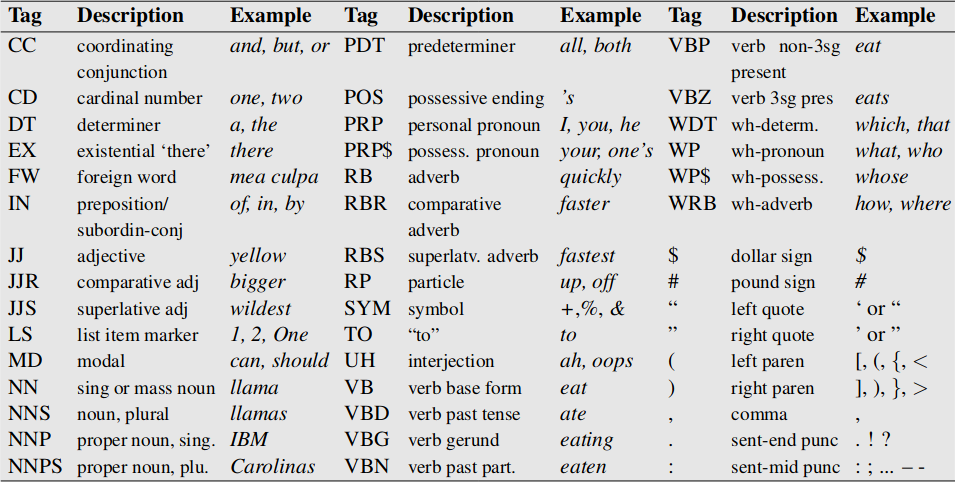 Tag Description Example Tag Description Example Tag Description Example
CC coordinating and, but, or PDT predeterminer all, both VBP verb non-3sg eat
conjunction present
CD cardinal number one, two POS possessive ending ’s VBZ verb 3sg pres eats
DT determiner a, the PRP personal pronoun I, you, he WDT wh-determ. which, that
EX existential ‘there’ there PRP$ possess. pronoun your, one’s WP wh-pronoun what, who
FW foreign word mea culpa RB adverb quickly WP$ wh-possess. whose
IN preposition/ of, in, by RBR comparative faster WRB wh-adverb how, where
subordin-conj adverb
JJ adjective yellow RBS superlatv. adverb fastest $ dollar sign $
JJR comparative adj bigger RP particle up, off # pound sign #
JJS superlative adj wildest SYM symbol +,%, & “ left quote ‘ or “
LS list item marker 1, 2, One TO “to” to ” right quote ’ or ”
MD modal can, should UH interjection ah, oops ( left paren [, (, {, <
NN sing or mass noun llama VB verb base form eat ) right paren ], ), }, >
NNS noun, plural llamas VBD verb past tense ate , comma ,
NNP proper noun, sing. IBM VBG verb gerund eating . sent-end punc . ! ?
NNPS proper noun, plu. Carolinas VBN verb past part. eaten : sent-mid punc : ; ... – -